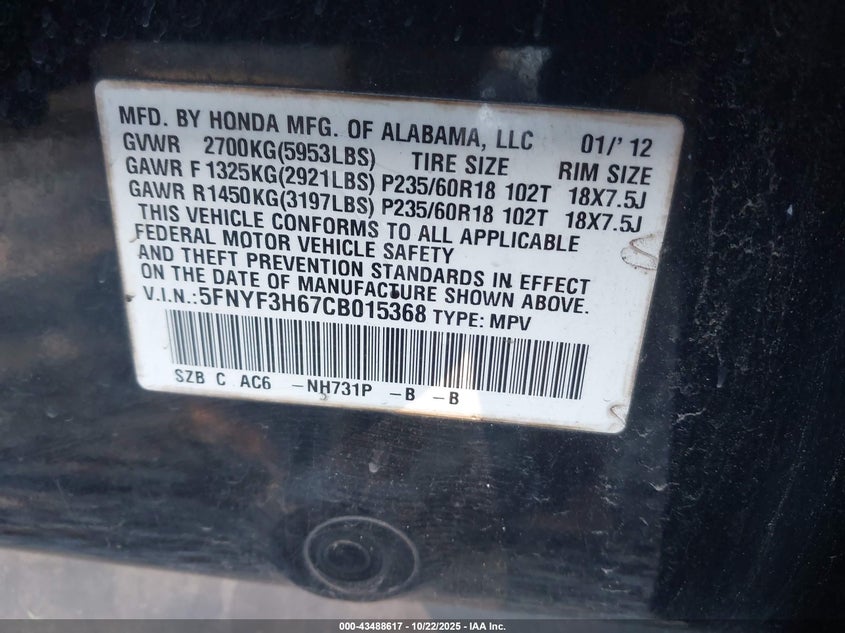 MFD. BY HONDA MFG. OF ALABAMA, LLC 01/' 12
GVWR 2700KG(5953LBS) TIRE SIZE RIM SIZE
GAWR F 1325KG(2921LBS) P235/60R18 102T 18X7.5J
GAWR R1450KG(3197LBS) P235/60R18 102T 18X7.5J
THIS VEHICLE CONFORMS TO ALL APPLICABLE
FEDERAL MOTOR VEHICLE SAFETY
AND THEFT PREVENTION STANDARDS IN EFFECT
ON THE DATE OF MANUFACTURE SHOWN ABOVE.
V.I.N.:5FNYF3H67CB015368 TYPE: MPV
SZB C AC6 -NH731P -B -B
000-43488617 - 10/22/2025 - IAA Inc.